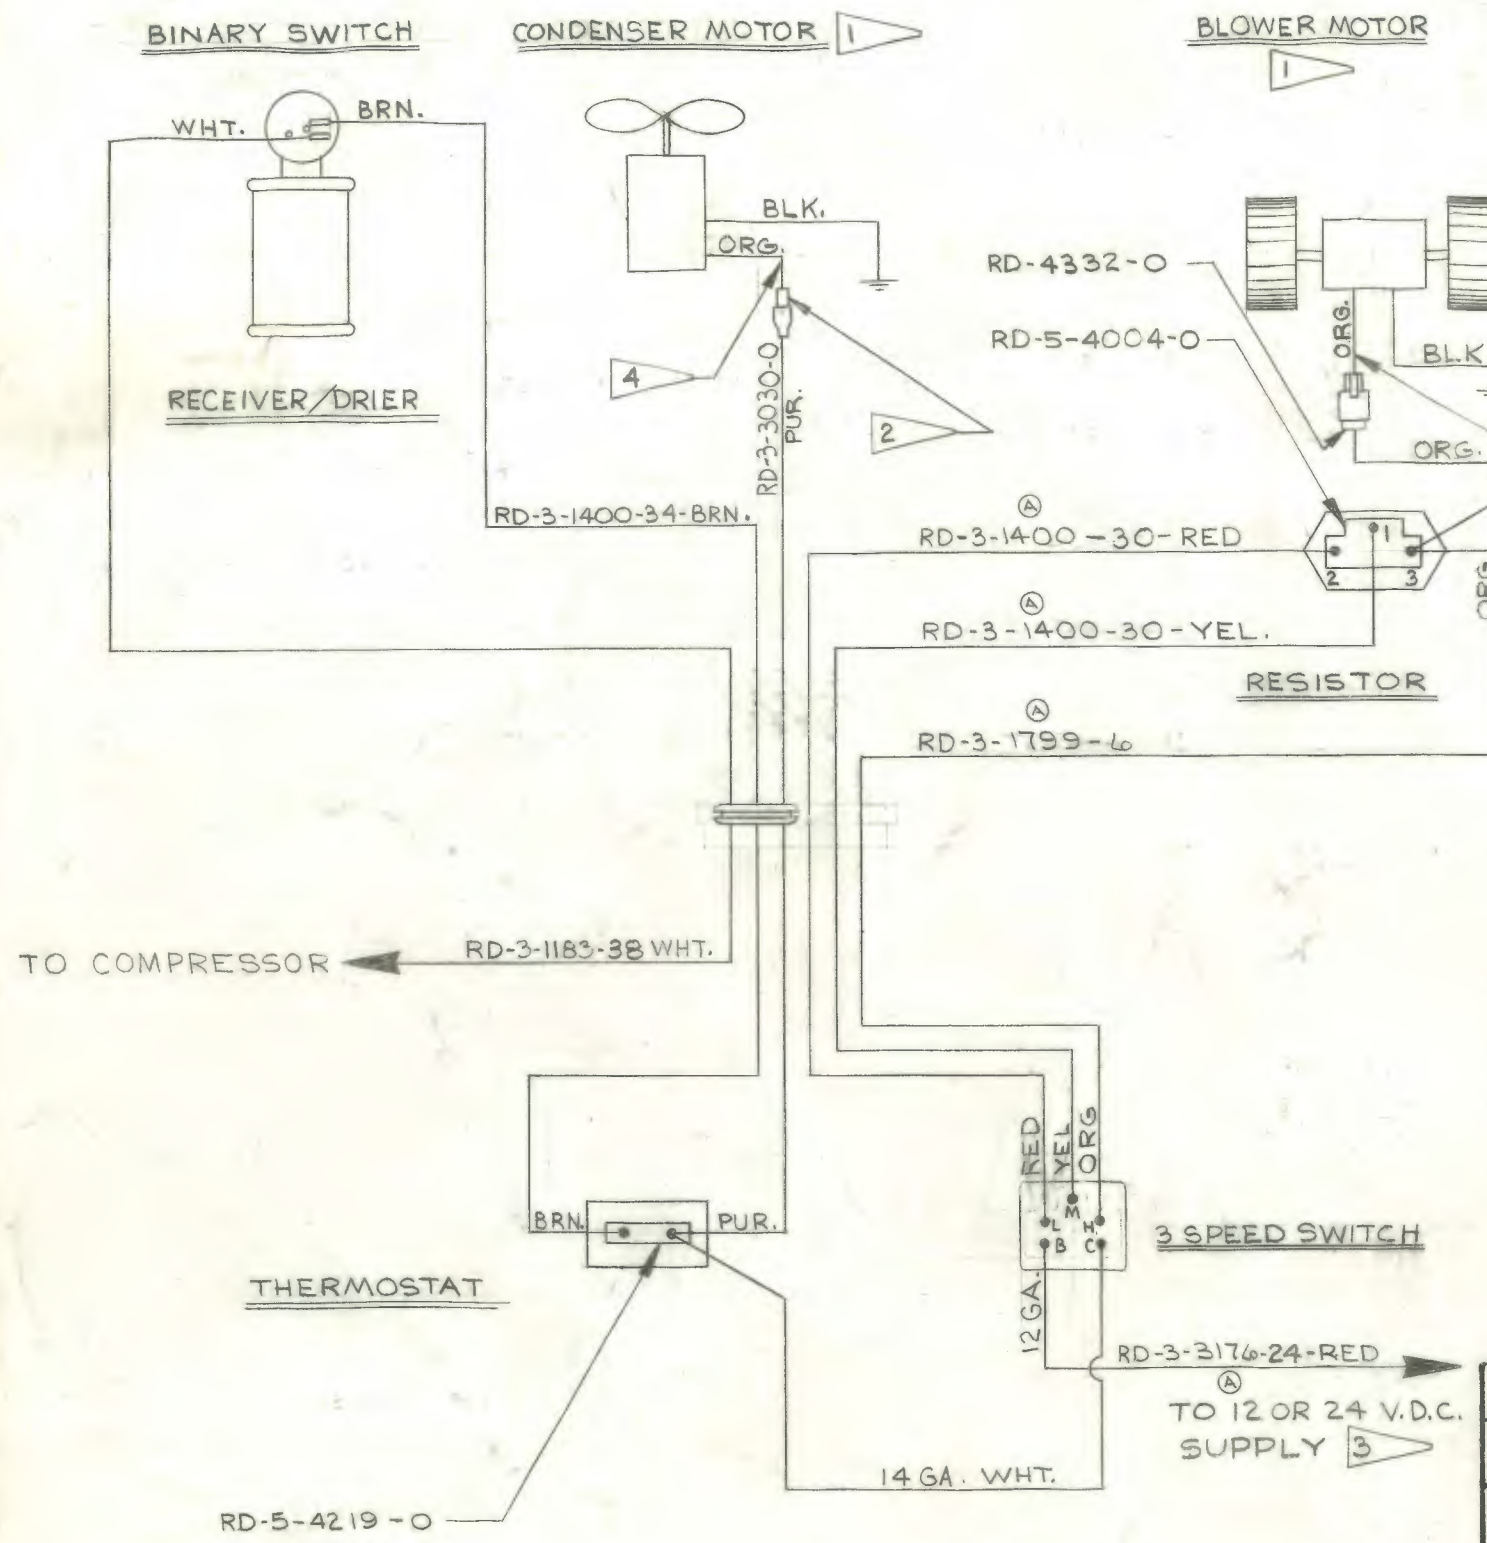 BINARY SWITCH
CONDENSER MOTOR 1
BLOWER MOTOR
1
WHT.
BRN.
BLK.
ORG.
RD-4332-0
RD-5-4004-0
ORG.
BLK
4
RECEIVER/DRIER
RD-3-3030-0
PUR.
2
ORG.
RD-3-1400-34-BRN.
A
RD-3-1400-30-RED
1
2
3
ORG
A
RD-3-1400-30-YEL.
RESISTOR
A
RD-3-1799-6
TO COMPRESSOR
RD-3-1183-38 WHT.
RED
YEL
ORG
BRN.
PUR.
M
L
H
B
C
3 SPEED SWITCH
THERMOSTAT
12 GA.
RD-3-3176-24-RED
A
TO 12 OR 24 V.D.C.
SUPPLY 3
14 GA. WHT.
RD-5-4219-0